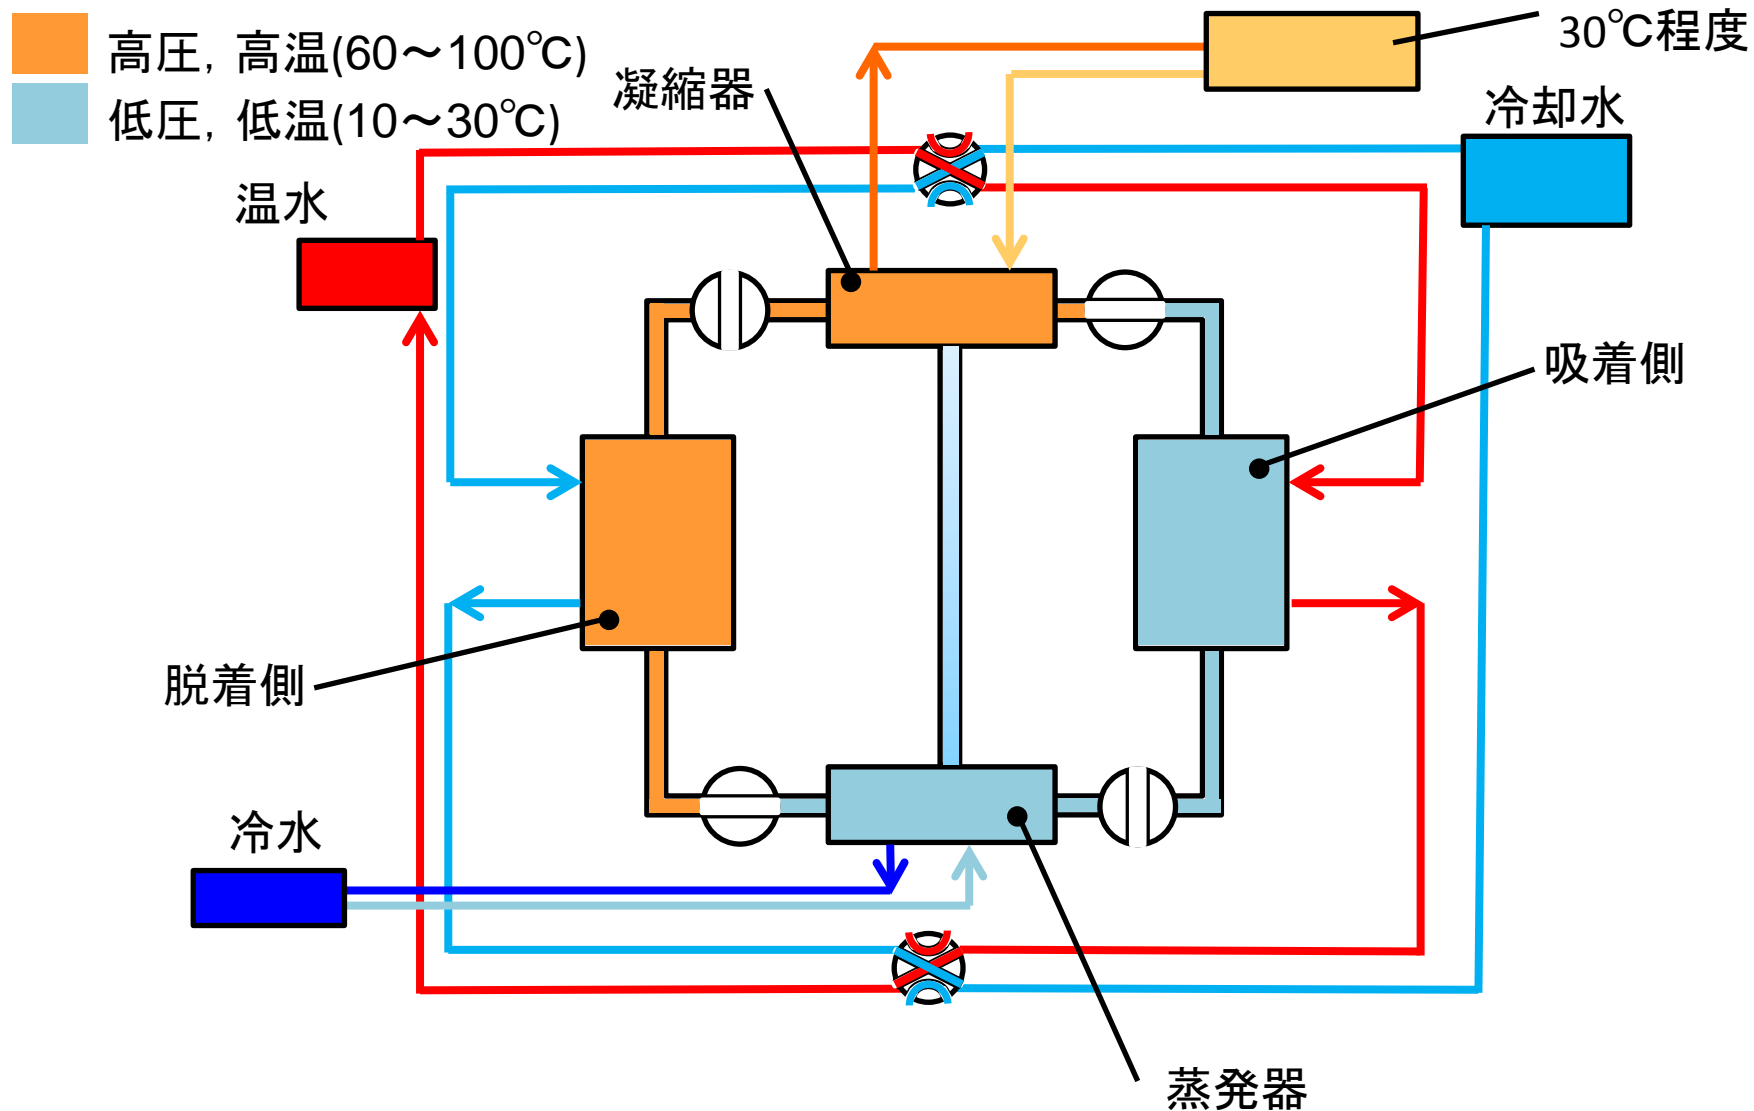 高圧，高温(60～100℃)
低圧，低温(10～30℃)
凝縮器
30℃程度
冷却水
温水
吸着側
脱着側
冷水
蒸発器